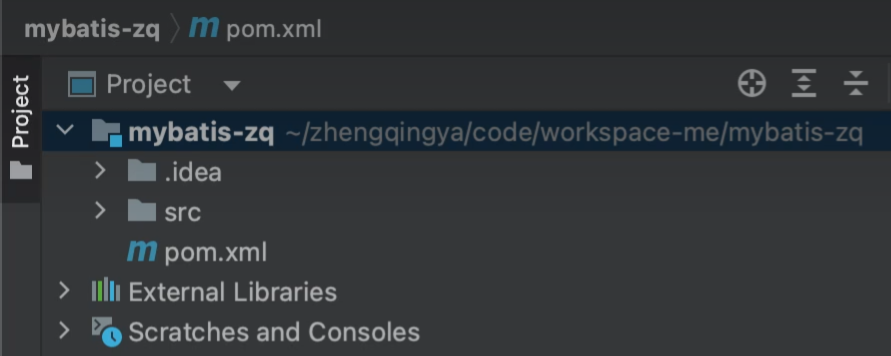 mybatis-zq 〉 m pom.xml
Project
Project
mybatis-zq ~/zhengqingya/code/workspace-me/mybatis-zq
.idea
src
m pom.xml
External Libraries
Scratches and Consoles